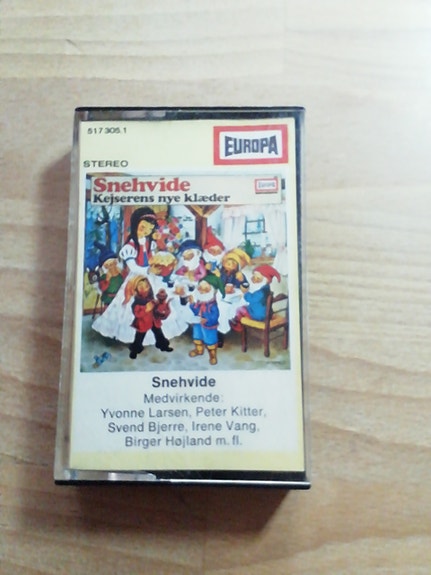 517 305.1
EUROPA
STEREO
Snehvide
Kejserens nye klæder
Snehvide
Medvirkende:
Yvonne Larsen, Peter Kitter,
Svend Bjerre, Irene Vang,
Birger Højland m. fl.